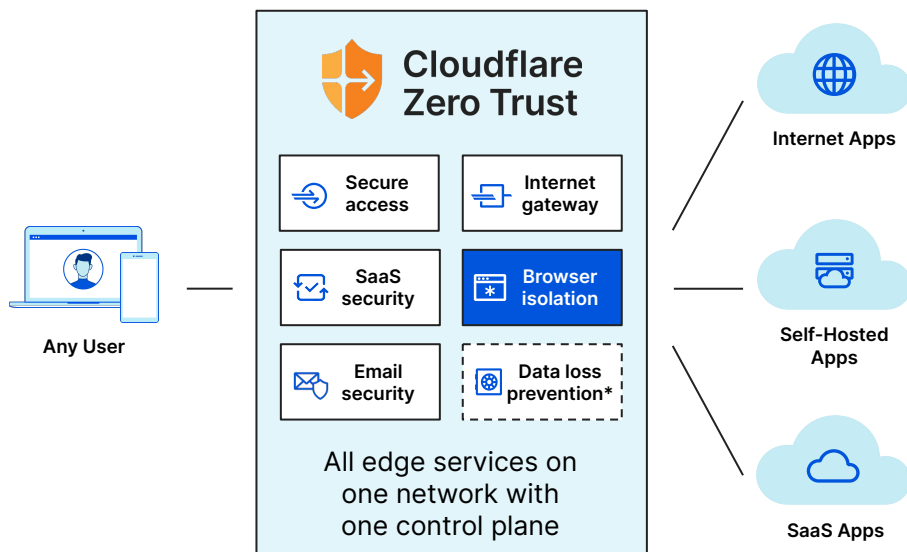 Cloudflare
Zero Trust
Secure
access
Internet
gateway
SaaS
security
Browser
isolation
Email
security
Data loss
prevention*
All edge services on
one network with
one control plane
Any User
Internet Apps
Self-Hosted
Apps
SaaS Apps